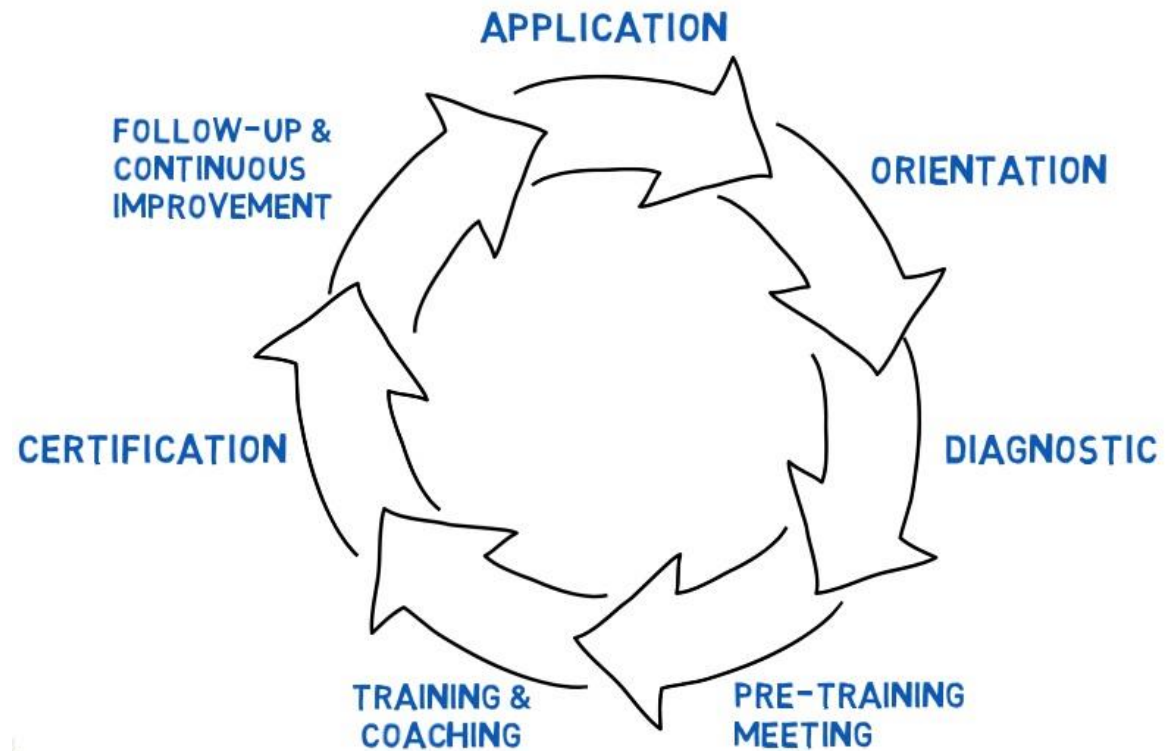 APPLICATION
ORIENTATION
DIAGNOSTIC
PRE-TRAINING
MEETING
TRAINING &
COACHING
CERTIFICATION
FOLLOW-UP &
CONTINUOUS
IMPROVEMENT